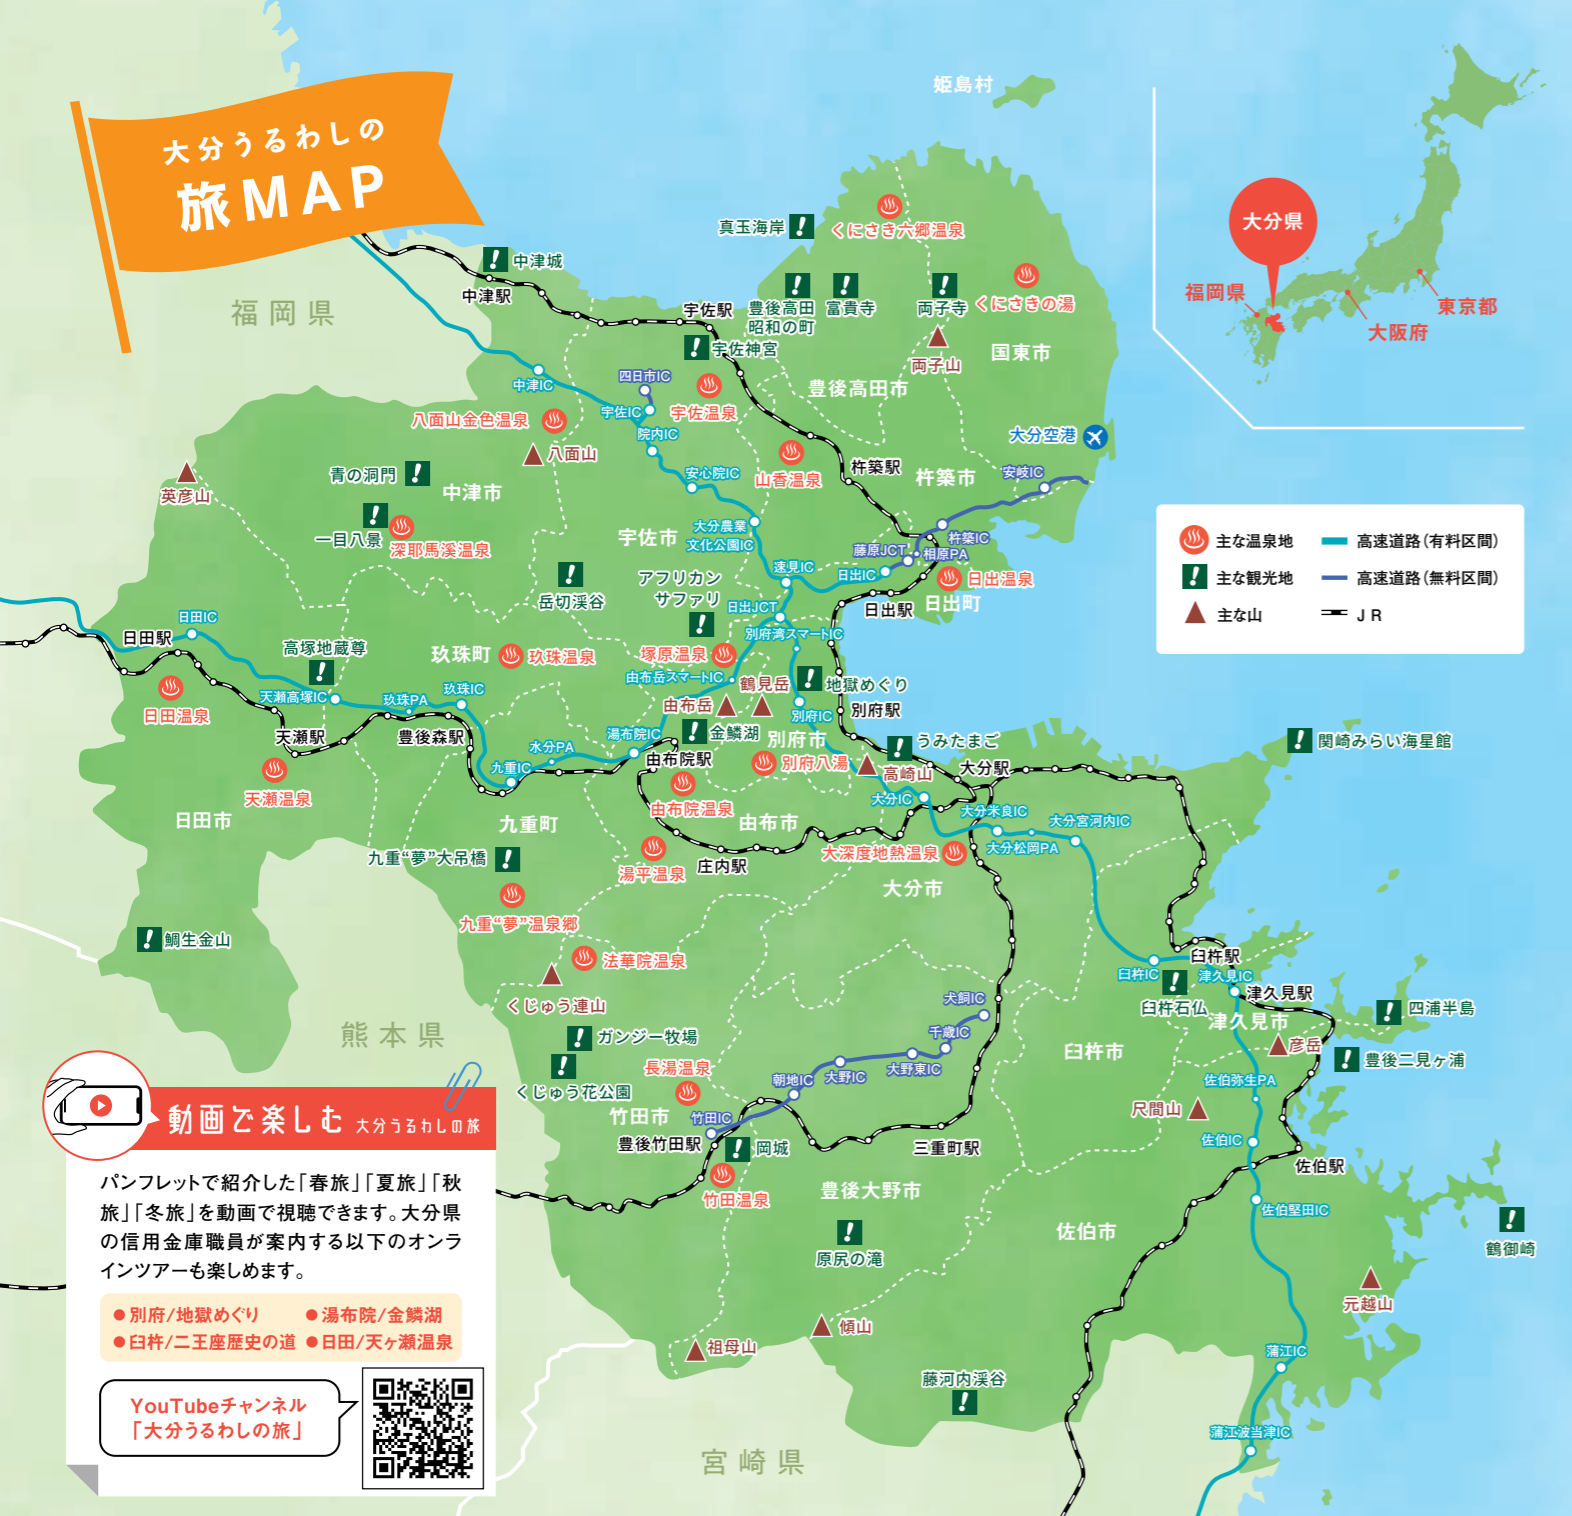 大分うるわしの
旅MAP
姫島村
大分県
福岡県
東京都
大阪府
主な温泉地
高速道路(有料区間)
主な観光地
高速道路(無料区間)
主な山
JR
福岡県
中津城
中津駅
真玉海岸
くにさき六郷温泉
宇佐駅
豊後高田
昭和の町
富貴寺
両子寺
くにさきの湯
宇佐神宮
両子山
国東市
中津IC
四日市IC
豊後高田市
八面山金色温泉
宇佐IC
宇佐温泉
院内IC
大分空港
八面山
英彦山
青の洞門
中津市
安心院IC
山香温泉
杵築駅
杵築市
安岐IC
一目八景
深耶馬溪温泉
宇佐市
大分農業
文化公園IC
杵築IC
藤原JCT
相原PA
速見IC
日出IC
日出温泉
岳切渓谷
アフリカン
サファリ
日出JCT
日出駅
日出町
日田IC
日田駅
高塚地蔵尊
別府湾スマートIC
玖珠町
玖珠温泉
塚原温泉
由布岳スマートIC
鶴見岳
地獄めぐり
日田温泉
天瀬高塚IC
玖珠PA
玖珠IC
由布岳
別府IC
別府駅
天瀬駅
豊後森駅
湯布院IC
金鱗湖
別府市
うみたまご
関崎みらい海星館
水分PA
九重IC
由布院駅
別府八湯
高崎山
大分駅
天瀬温泉
由布院温泉
大分IC
大分米良IC
大分宮河内IC
日田市
九重町
由布市
大分松岡PA
九重“夢”大吊橋
湯平温泉
庄内駅
大深度地熱温泉
大分市
九重“夢”温泉郷
鯛生金山
法華院温泉
くじゅう連山
臼杵駅
臼杵IC
津久見IC
臼杵石仏
津久見駅
津久見市
四浦半島
熊本県
犬飼IC
ガンジー牧場
千歳IC
臼杵市
彦岳
豊後二見ヶ浦
長湯温泉
くじゅう花公園
朝地IC
大野IC
大野東IC
佐伯弥生PA
尺間山
竹田市
竹田IC
豊後竹田駅
岡城
三重町駅
佐伯IC
佐伯駅
竹田温泉
豊後大野市
佐伯堅田IC
佐伯市
鶴御崎
原尻の滝
元越山
傾山
祖母山
蒲江IC
藤河内渓谷
蒲江波当津IC
宮崎県
動画で楽しむ 大分うるわしの旅
パンフレットで紹介した「春旅」「夏旅」「秋
旅」「冬旅」を動画で視聴できます。大分県
の信用金庫職員が案内する以下のオンラ
インツアーも楽しめます。
●別府/地獄めぐり ●湯布院/金鱗湖
●臼杵/二王座歴史の道 ●日田/天ヶ瀬温泉
YouTubeチャンネル
「大分うるわしの旅」